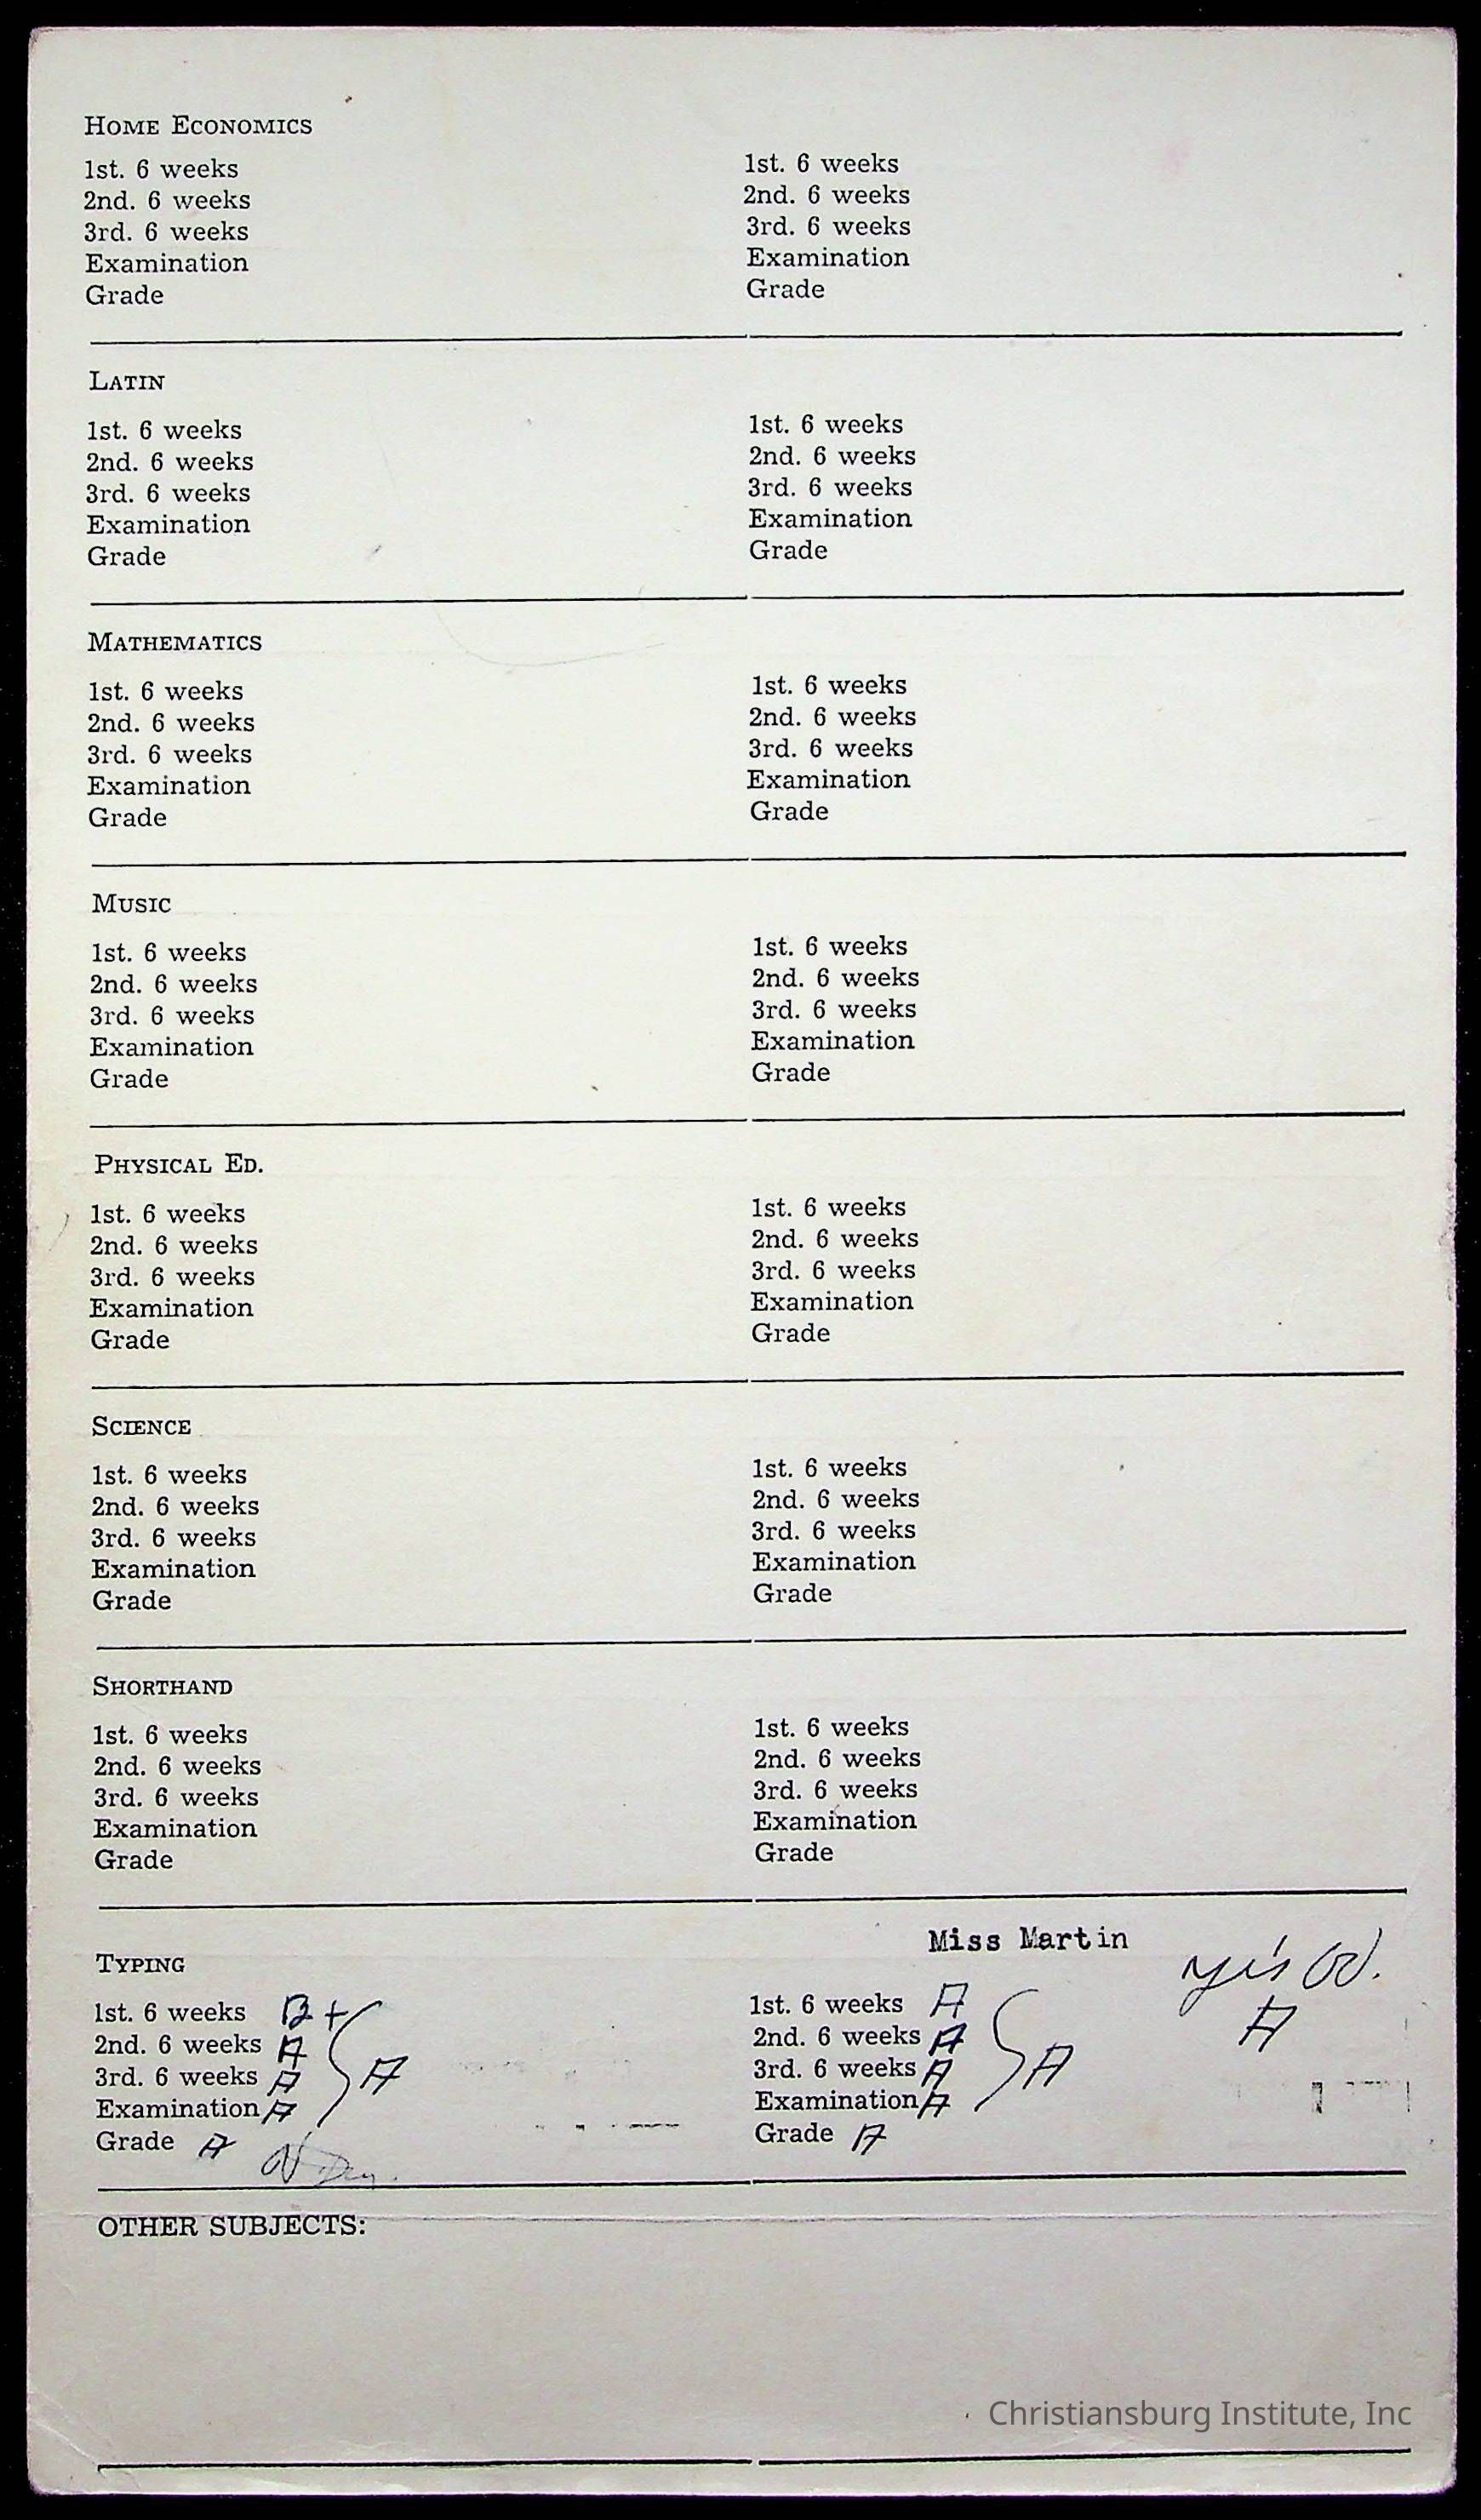 HOME ECONOMICS
1st. 6 weeks 1st. 6 weeks
2nd. 6 weeks 2nd. 6 weeks
3rd. 6 weeks 3rd. 6 weeks
Examination Examination
Grade Grade
LATIN
1st. 6 weeks 1st. 6 weeks
2nd. 6 weeks 2nd. 6 weeks
3rd. 6 weeks 3rd. 6 weeks
Examination Examination
Grade Grade
MATHEMATICS
1st. 6 weeks 1st. 6 weeks
2nd. 6 weeks 2nd. 6 weeks
3rd. 6 weeks 3rd. 6 weeks
Examination Examination
Grade Grade
MUSIC
1st. 6 weeks 1st. 6 weeks
2nd. 6 weeks 2nd. 6 weeks
3rd. 6 weeks 3rd. 6 weeks
Examination Examination
Grade Grade
PHYSICAL ED.
1st. 6 weeks 1st. 6 weeks
2nd. 6 weeks 2nd. 6 weeks
3rd. 6 weeks 3rd. 6 weeks
Examination Examination
Grade Grade
SCIENCE
1st. 6 weeks 1st. 6 weeks
2nd. 6 weeks 2nd. 6 weeks
3rd. 6 weeks 3rd. 6 weeks
Examination Examination
Grade Grade
SHORTHAND
1st. 6 weeks 1st. 6 weeks
2nd. 6 weeks 2nd. 6 weeks
3rd. 6 weeks 3rd. 6 weeks
Examination Examination
Grade Grade
Miss Martin
TYPING
1st. 6 weeks B+ 1st. 6 weeks A A
2nd. 6 weeks A 2nd. 6 weeks A
3rd. 6 weeks A A 3rd. 6 weeks A A
Examination A Examination A
Grade A Grade A
OTHER SUBJECTS:
Christiansburg Institute, Inc